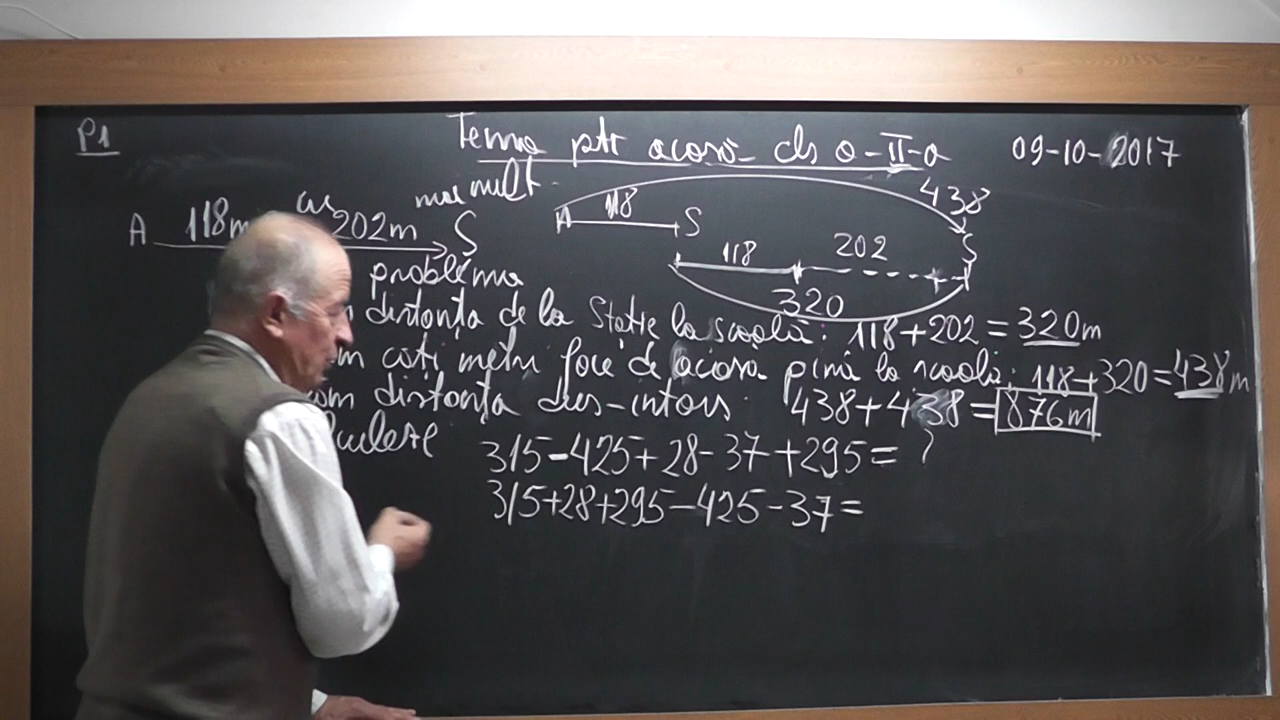 P1
Tema ptr acasă cls a-II-a 09-10-2017
mai mult
A 118m 202m S
A 118 S 438
118 202 S
320
problema
distanța de la Stație la școală: 118+202=320m
câți metri face de acasă pînă la școală: 118+320=438m
distanța dus-întors: 438+438=876m
315-425+28-37+295= ?
315+28+295-425-37=